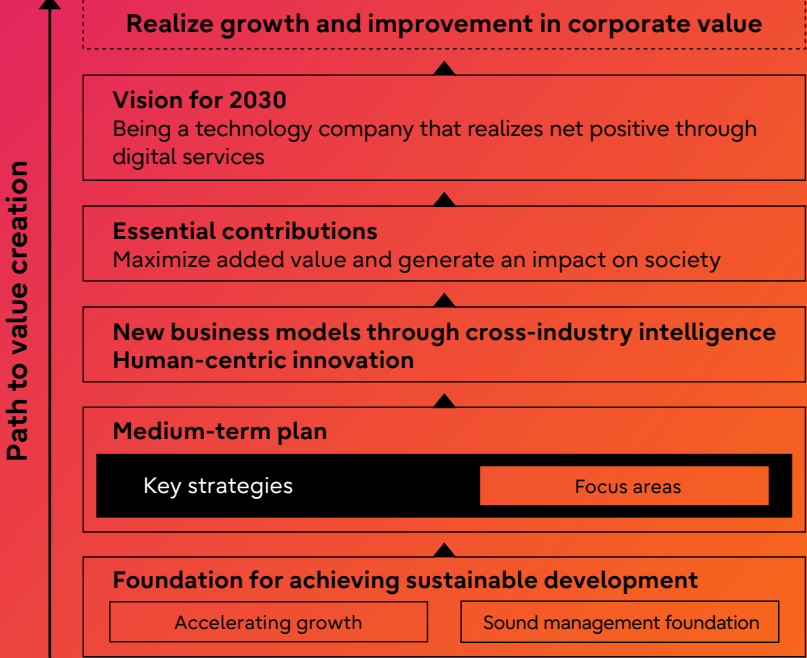 Realize growth and improvement in corporate value
Vision for 2030
Being a technology company that realizes net positive through
digital services
Path to value creation
Essential contributions
Maximize added value and generate an impact on society
New business models through cross-industry intelligence
Human-centric innovation
Medium-term plan
Key strategies
Focus areas
Foundation for achieving sustainable development
Accelerating growth
Sound management foundation